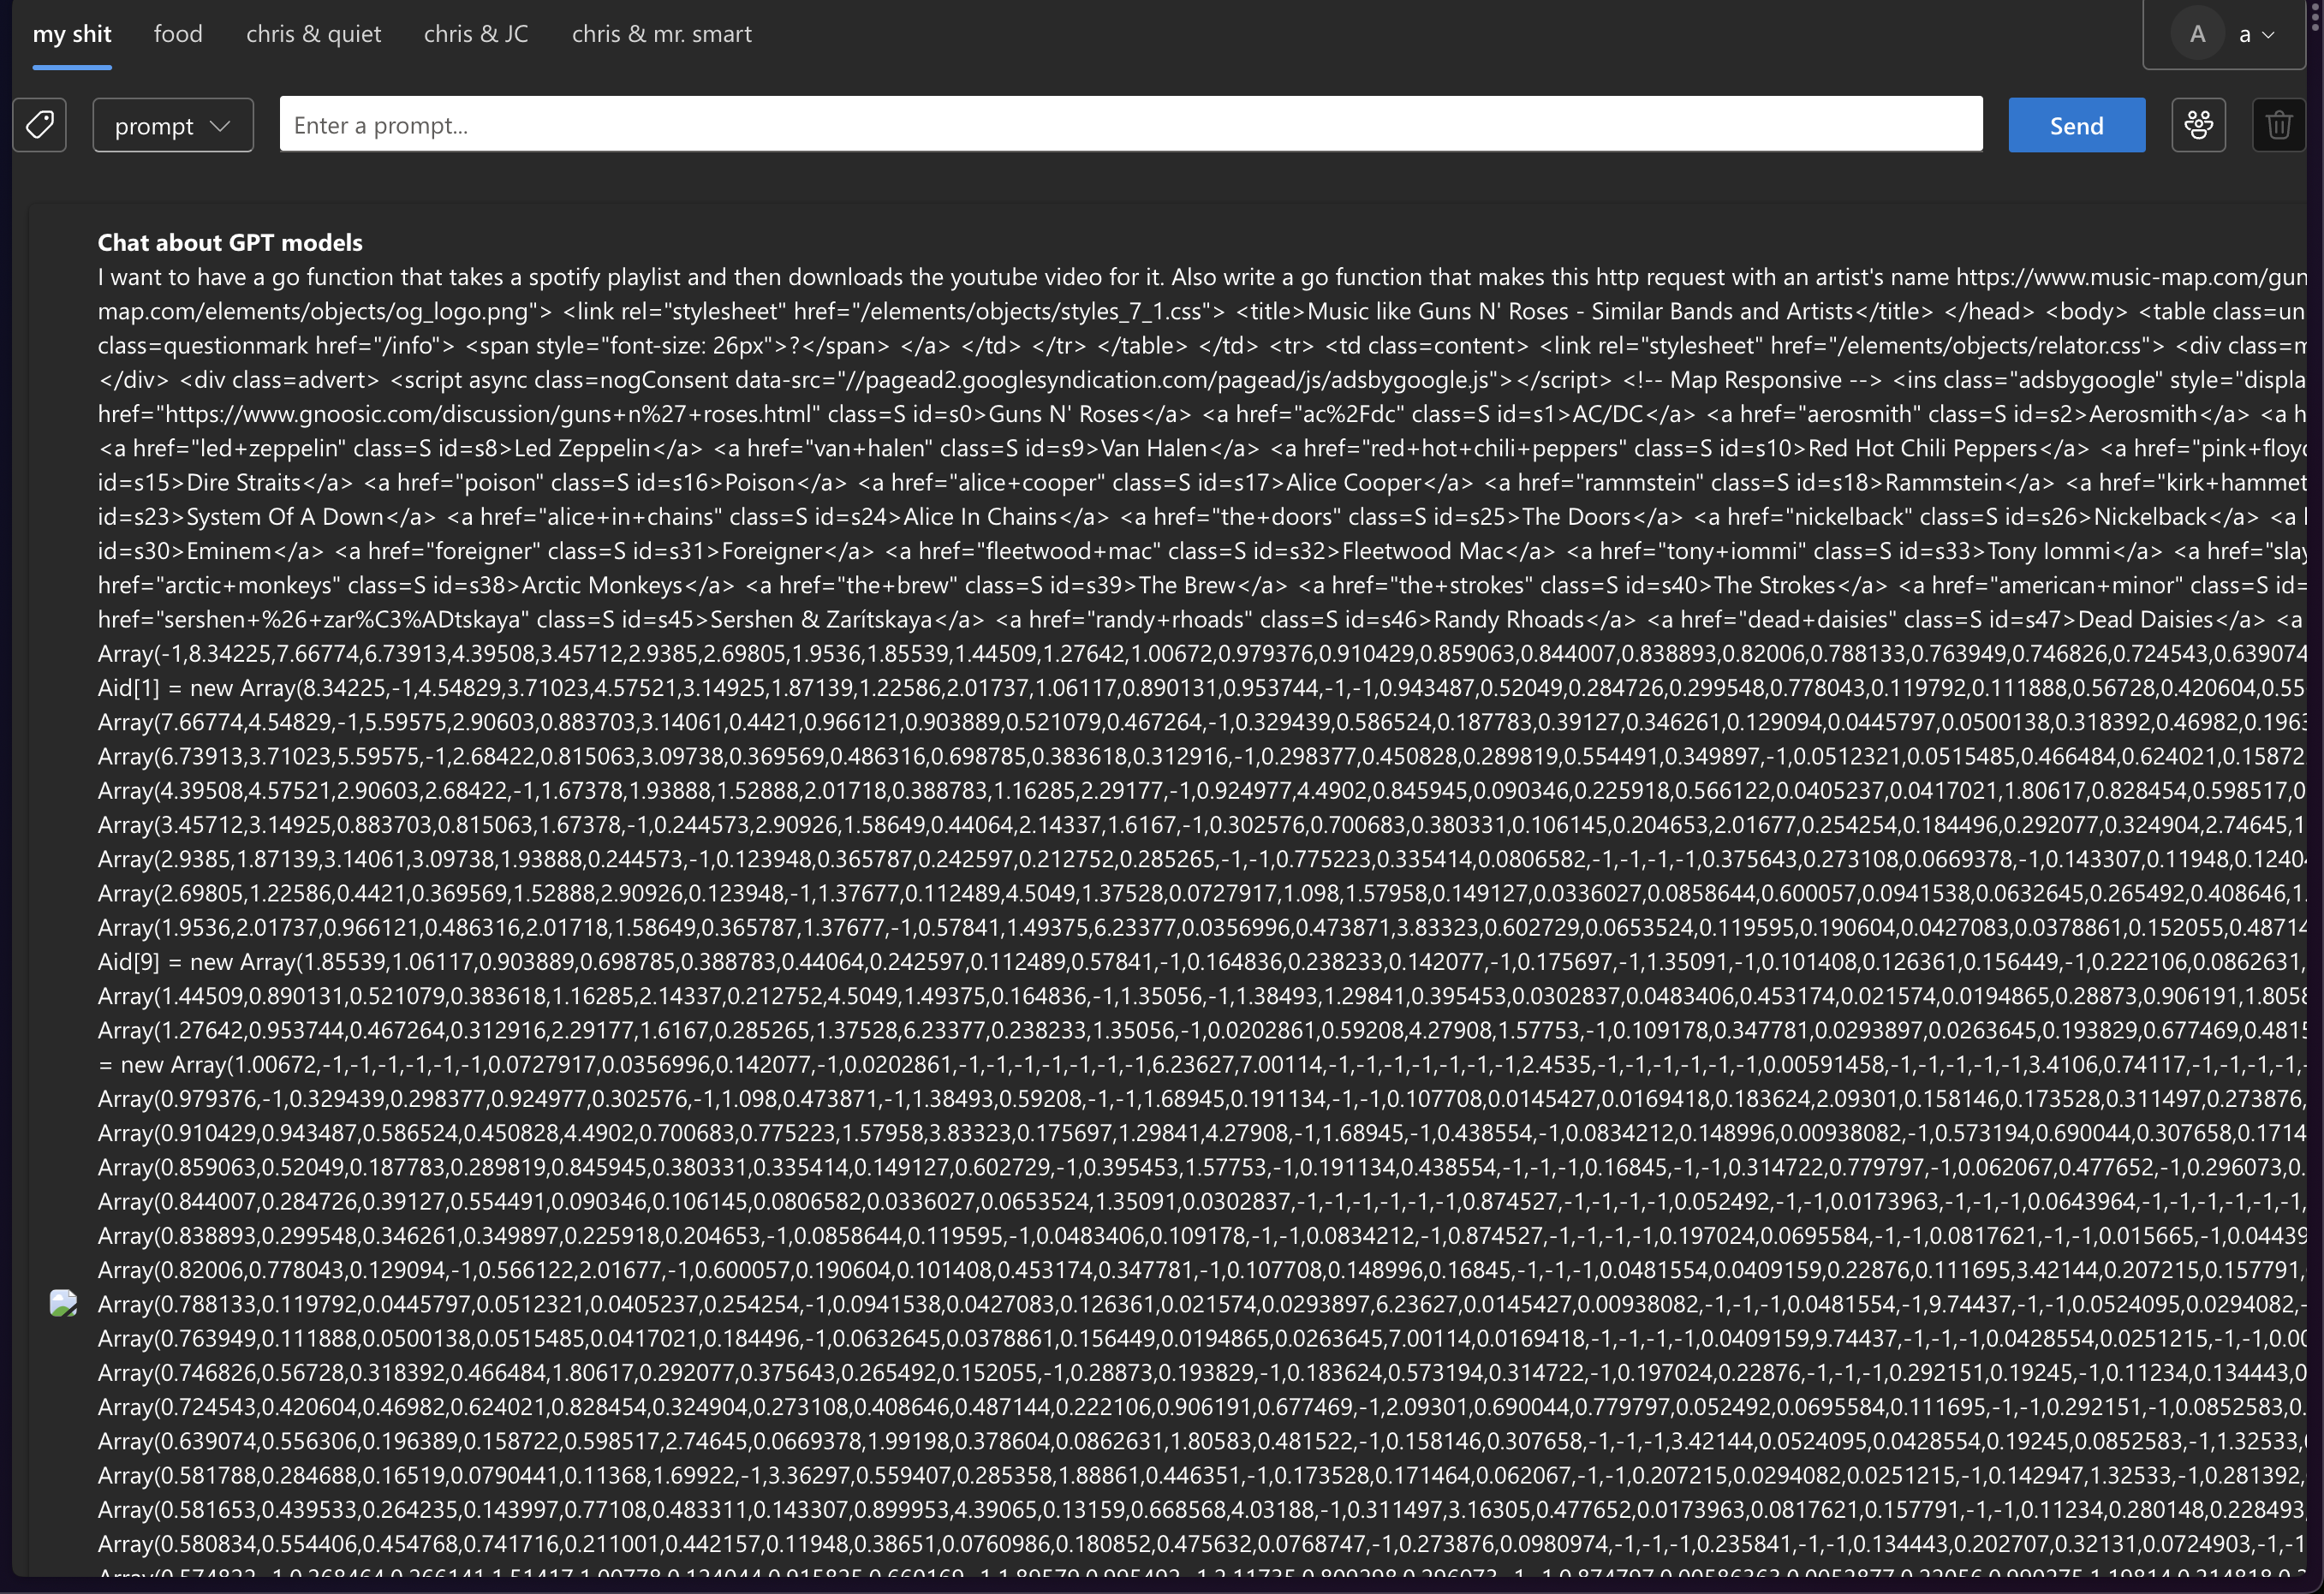 my shit food chris & quiet chris & JC chris & mr. smart A a
prompt Enter a prompt... Send
Chat about GPT models
I want to have a go function that takes a spotify playlist and then downloads the youtube video for it. Also write a go function that makes this http request with an artist's name https://www.music-map.com/gun
map.com/elements/objects/og_logo.png"> <link rel="stylesheet" href="/elements/objects/styles_7_1.css"> <title>Music like Guns N' Roses - Similar Bands and Artists</title> </head> <body> <table class=un
class=questionmark href="/info"> <span style="font-size: 26px">?</span> </a> </td> </tr> </table> </td> <tr> <td class=content> <link rel="stylesheet" href="/elements/objects/relator.css"> <div class=m
</div> <div class=advert> <script async class=nogConsent data-src="//pagead2.googlesyndication.com/pagead/js/adsbygoogle.js"></script> <!-- Map Responsive --> <ins class="adsbygoogle" style="displa
href="https://www.gnoosic.com/discussion/guns+n%27+roses.html" class=S id=s0>Guns N' Roses</a> <a href="ac%2Fdc" class=S id=s1>AC/DC</a> <a href="aerosmith" class=S id=s2>Aerosmith</a> <a h
<a href="led+zeppelin" class=S id=s8>Led Zeppelin</a> <a href="van+halen" class=S id=s9>Van Halen</a> <a href="red+hot+chili+peppers" class=S id=s10>Red Hot Chili Peppers</a> <a href="pink+floyd
id=s15>Dire Straits</a> <a href="poison" class=S id=s16>Poison</a> <a href="alice+cooper" class=S id=s17>Alice Cooper</a> <a href="rammstein" class=S id=s18>Rammstein</a> <a href="kirk+hammet
id=s23>System Of A Down</a> <a href="alice+in+chains" class=S id=s24>Alice In Chains</a> <a href="the+doors" class=S id=s25>The Doors</a> <a href="nickelback" class=S id=s26>Nickelback</a> <a h
id=s30>Eminem</a> <a href="foreigner" class=S id=s31>Foreigner</a> <a href="fleetwood+mac" class=S id=s32>Fleetwood Mac</a> <a href="tony+iommi" class=S id=s33>Tony Iommi</a> <a href="slay
href="arctic+monkeys" class=S id=s38>Arctic Monkeys</a> <a href="the+brew" class=S id=s39>The Brew</a> <a href="the+strokes" class=S id=s40>The Strokes</a> <a href="american+minor" class=S id=
href="sershen+%26+zar%C3%ADtskaya" class=S id=s45>Sershen & Zarítskaya</a> <a href="randy+rhoads" class=S id=s46>Randy Rhoads</a> <a href="dead+daisies" class=S id=s47>Dead Daisies</a> <a
Array(-1,8.34225,7.66774,6.73913,4.39508,3.45712,2.9385,2.69805,1.9536,1.85539,1.44509,1.27642,1.00672,0.979376,0.910429,0.859063,0.844007,0.838893,0.82006,0.788133,0.763949,0.746826,0.724543,0.639074
Aid[1] = new Array(8.34225,-1,4.54829,3.71023,4.57521,3.14925,1.87139,1.22586,2.01737,1.06117,0.890131,0.953744,-1,-1,0.943487,0.52049,0.284726,0.299548,0.778043,0.119792,0.111888,0.56728,0.420604,0.55
Array(7.66774,4.54829,-1,5.59575,2.90603,0.883703,3.14061,0.4421,0.966121,0.903889,0.521079,0.467264,-1,0.329439,0.586524,0.187783,0.39127,0.346261,0.129094,0.0445797,0.0500138,0.318392,0.46982,0.1963
Array(6.73913,3.71023,5.59575,-1,2.68422,0.815063,3.09738,0.369569,0.486316,0.698785,0.383618,0.312916,-1,0.298377,0.450828,0.289819,0.554491,0.349897,-1,0.0512321,0.0515485,0.466484,0.624021,0.15872
Array(4.39508,4.57521,2.90603,2.68422,-1,1.67378,1.93888,1.52888,2.01718,0.388783,1.16285,2.29177,-1,0.924977,4.4902,0.845945,0.090346,0.225918,0.566122,0.0405237,0.0417021,1.80617,0.828454,0.598517,0
Array(3.45712,3.14925,0.883703,0.815063,1.67378,-1,0.244573,2.90926,1.58649,0.44064,2.14337,1.6167,-1,0.302576,0.700683,0.380331,0.106145,0.204653,2.01677,0.254254,0.184496,0.292077,0.324904,2.74645,1
Array(2.9385,1.87139,3.14061,3.09738,1.93888,0.244573,-1,0.123948,0.365787,0.242597,0.212752,0.285265,-1,-1,0.775223,0.335414,0.0806582,-1,-1,-1,-1,0.375643,0.273108,0.0669378,-1,0.143307,0.11948,0.1240
Array(2.69805,1.22586,0.4421,0.369569,1.52888,2.90926,0.123948,-1,1.37677,0.112489,4.5049,1.37528,0.0727917,1.098,1.57958,0.149127,0.0336027,0.0858644,0.600057,0.0941538,0.0632645,0.265492,0.408646,1.
Array(1.9536,2.01737,0.966121,0.486316,2.01718,1.58649,0.365787,1.37677,-1,0.57841,1.49375,6.23377,0.0356996,0.473871,3.83323,0.602729,0.0653524,0.119595,0.190604,0.0427083,0.0378861,0.152055,0.48714
Aid[9] = new Array(1.85539,1.06117,0.903889,0.698785,0.388783,0.44064,0.242597,0.112489,0.57841,-1,0.164836,0.238233,0.142077,-1,0.175697,-1,1.35091,-1,0.101408,0.126361,0.156449,-1,0.222106,0.0862631,
Array(1.44509,0.890131,0.521079,0.383618,1.16285,2.14337,0.212752,4.5049,1.49375,0.164836,-1,1.35056,-1,1.38493,1.29841,0.395453,0.0302837,0.0483406,0.453174,0.021574,0.0194865,0.28873,0.906191,1.8058
Array(1.27642,0.953744,0.467264,0.312916,2.29177,1.6167,0.285265,1.37528,6.23377,0.238233,1.35056,-1,0.0202861,0.59208,4.27908,1.57753,-1,0.109178,0.347781,0.0293897,0.0263645,0.193829,0.677469,0.4815
= new Array(1.00672,-1,-1,-1,-1,-1,-1,0.0727917,0.0356996,0.142077,-1,0.0202861,-1,-1,-1,-1,-1,-1,-1,6.23627,7.00114,-1,-1,-1,-1,-1,-1,-1,2.4535,-1,-1,-1,-1,-1,-1,0.00591458,-1,-1,-1,-1,-1,3.4106,0.74117,-1,-1,-1,-1,
Array(0.979376,-1,0.329439,0.298377,0.924977,0.302576,-1,1.098,0.473871,-1,1.38493,0.59208,-1,-1,1.68945,0.191134,-1,-1,0.107708,0.0145427,0.0169418,0.183624,2.09301,0.158146,0.173528,0.311497,0.273876,
Array(0.910429,0.943487,0.586524,0.450828,4.4902,0.700683,0.775223,1.57958,3.83323,0.175697,1.29841,4.27908,-1,1.68945,-1,0.438554,-1,0.0834212,0.148996,0.00938082,-1,0.573194,0.690044,0.307658,0.1714
Array(0.859063,0.52049,0.187783,0.289819,0.845945,0.380331,0.335414,0.149127,0.602729,-1,0.395453,1.57753,-1,0.191134,0.438554,-1,-1,-1,0.16845,-1,-1,0.314722,0.779797,-1,0.062067,0.477652,-1,0.296073,0.
Array(0.844007,0.284726,0.39127,0.554491,0.090346,0.106145,0.0806582,0.0336027,0.0653524,1.35091,0.0302837,-1,-1,-1,-1,-1,-1,0.874527,-1,-1,-1,-1,0.052492,-1,-1,0.0173963,-1,-1,-1,0.0643964,-1,-1,-1,-1,-1,-1,
Array(0.838893,0.299548,0.346261,0.349897,0.225918,0.204653,-1,0.0858644,0.119595,-1,0.0483406,0.109178,-1,-1,0.0834212,-1,0.874527,-1,-1,-1,-1,0.197024,0.0695584,-1,-1,0.0817621,-1,-1,0.015665,-1,0.04439
Array(0.82006,0.778043,0.129094,-1,0.566122,2.01677,-1,0.600057,0.190604,0.101408,0.453174,0.347781,-1,0.107708,0.148996,0.16845,-1,-1,-1,0.0481554,0.0409159,0.22876,0.111695,3.42144,0.207215,0.157791,
Array(0.788133,0.119792,0.0445797,0.0512321,0.0405237,0.254254,-1,0.0941538,0.0427083,0.126361,0.021574,0.0293897,6.23627,0.0145427,0.00938082,-1,-1,-1,0.0481554,-1,9.74437,-1,-1,0.0524095,0.0294082,-
Array(0.763949,0.111888,0.0500138,0.0515485,0.0417021,0.184496,-1,0.0632645,0.0378861,0.156449,0.0194865,0.0263645,7.00114,0.0169418,-1,-1,-1,-1,0.0409159,9.74437,-1,-1,-1,0.0428554,0.0251215,-1,-1,0.00
Array(0.746826,0.56728,0.318392,0.466484,1.80617,0.292077,0.375643,0.265492,0.152055,-1,0.28873,0.193829,-1,0.183624,0.573194,0.314722,-1,0.197024,0.22876,-1,-1,-1,0.292151,0.19245,-1,0.11234,0.134443,0
Array(0.724543,0.420604,0.46982,0.624021,0.828454,0.324904,0.273108,0.408646,0.487144,0.222106,0.906191,0.677469,-1,2.09301,0.690044,0.779797,0.052492,0.0695584,0.111695,-1,-1,0.292151,-1,0.0852583,0.
Array(0.639074,0.556306,0.196389,0.158722,0.598517,2.74645,0.0669378,1.99198,0.378604,0.0862631,1.80583,0.481522,-1,0.158146,0.307658,-1,-1,-1,3.42144,0.0524095,0.0428554,0.19245,0.0852583,-1,1.32533,
Array(0.581788,0.284688,0.16519,0.0790441,0.11368,1.69922,-1,3.36297,0.559407,0.285358,1.88861,0.446351,-1,0.173528,0.171464,0.062067,-1,-1,0.207215,0.0294082,0.0251215,-1,0.142947,1.32533,-1,0.281392,
Array(0.581653,0.439533,0.264235,0.143997,0.77108,0.483311,0.143307,0.899953,4.39065,0.13159,0.668568,4.03188,-1,0.311497,3.16305,0.477652,0.0173963,0.0817621,0.157791,-1,-1,0.11234,0.280148,0.228493,
Array(0.580834,0.554406,0.454768,0.741716,0.211001,0.442157,0.11948,0.38651,0.0760986,0.180852,0.475632,0.0768747,-1,0.273876,0.0980974,-1,-1,-1,0.235841,-1,-1,0.134443,0.202707,0.32131,0.0724903,-1,-1